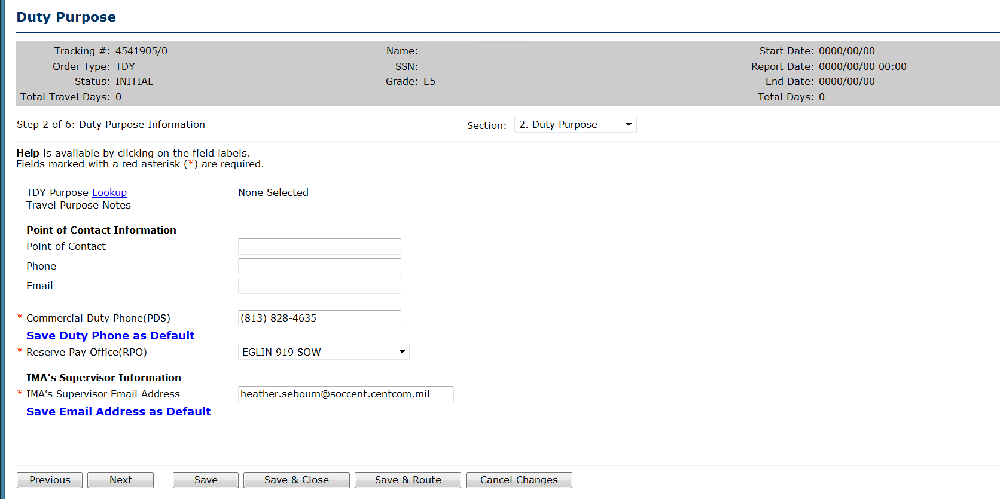 Duty Purpose
Tracking #: 4541905/0 Name: Start Date: 0000/00/00
Order Type: TDY SSN: Report Date: 0000/00/00 00:00
Status: INITIAL Grade: E5 End Date: 0000/00/00
Total Travel Days: 0 Total Days: 0
Step 2 of 6: Duty Purpose Information Section: 2. Duty Purpose
Help is available by clicking on the field labels.
Fields marked with a red asterisk (*) are required.
TDY Purpose Lookup None Selected
Travel Purpose Notes
Point of Contact Information
Point of Contact
Phone
Email
* Commercial Duty Phone(PDS) (813) 828-4635
Save Duty Phone as Default
* Reserve Pay Office(RPO) EGLIN 919 SOW
IMA's Supervisor Information
* IMA's Supervisor Email Address heather.sebourn@soccent.centcom.mil
Save Email Address as Default
Previous Next Save Save & Close Save & Route Cancel Changes